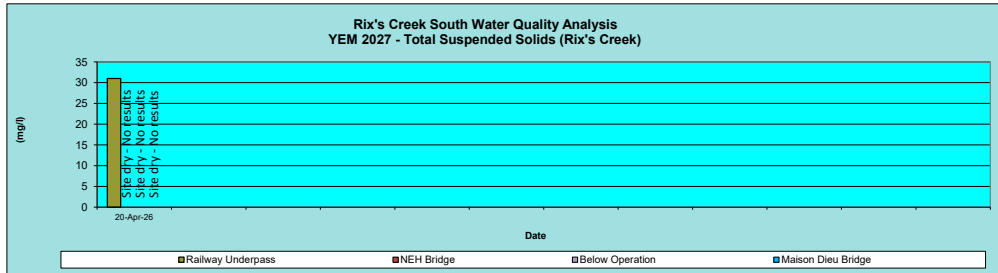 Rix's Creek South Water Quality Analysis
YEM 2027 - Total Suspended Solids (Rix's Creek)
(mg/l)
35
30
25
20
15
10
5
0
Site dry - No results
Site dry - No results
Site dry - No results
20-Apr-26
Date
Railway Underpass NEH Bridge Below Operation Maison Dieu Bridge